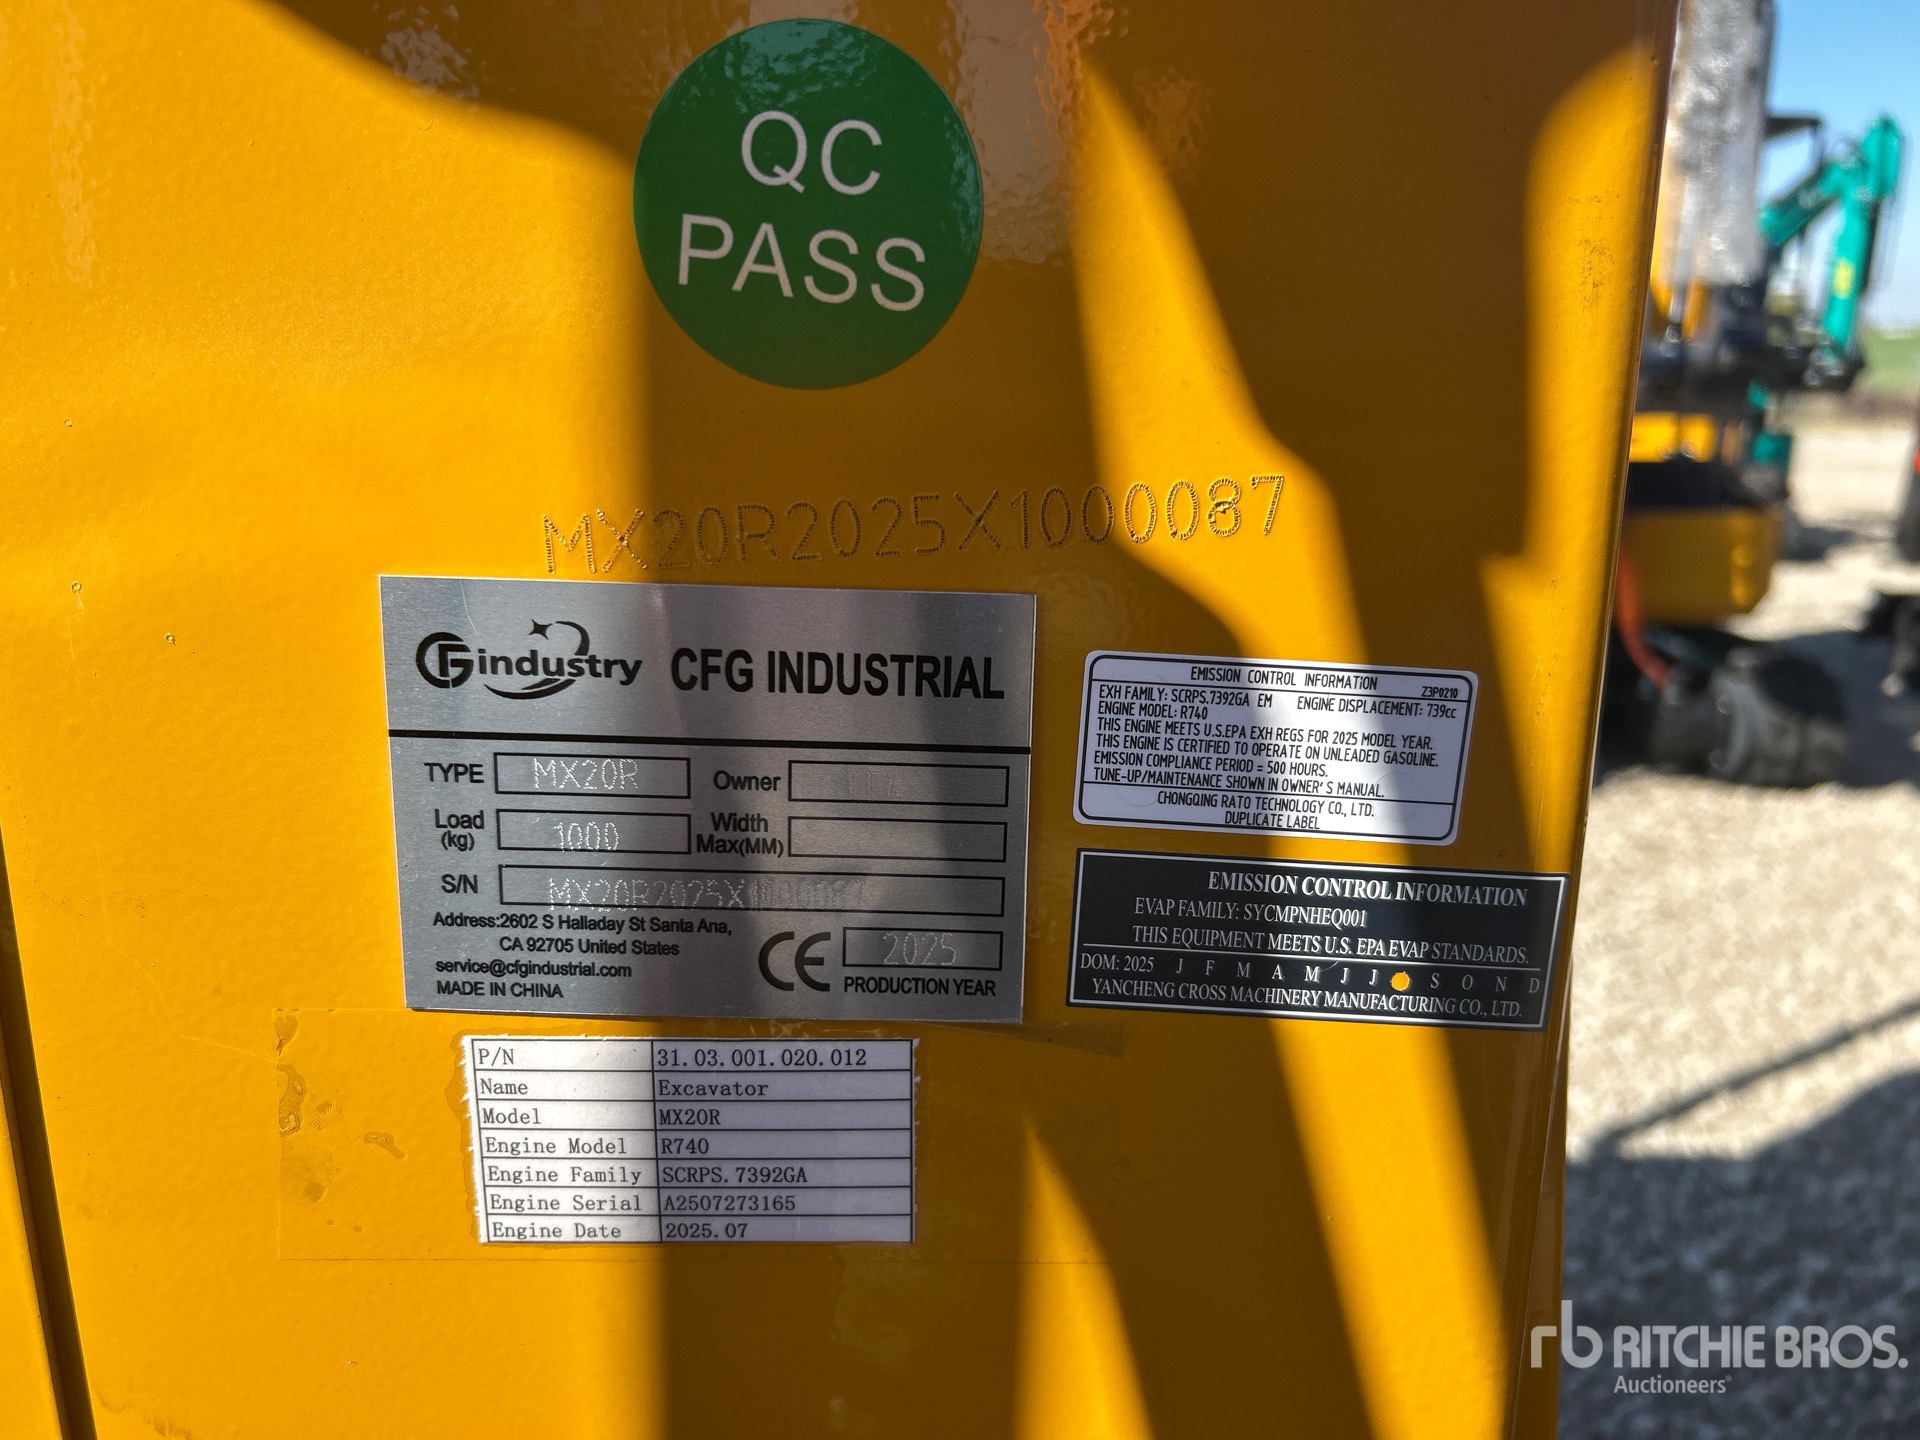 QC
PASS
MX20R2025X1000087
CFG industry CFG INDUSTRIAL
TYPE MX20R Owner
Load (kg) 1000 Width Max(MM)
S/N MX20R2025X1000087
Address:2602 S Halladay St Santa Ana,
CA 92705 United States
service@cfgindustrial.com
MADE IN CHINA
CE 2025
PRODUCTION YEAR
EMISSION CONTROL INFORMATION Z3P0210
EXH FAMILY: SCRPS.7392GA EM ENGINE DISPLACEMENT: 739cc
ENGINE MODEL: R740
THIS ENGINE MEETS U.S.EPA EXH REGS FOR 2025 MODEL YEAR.
THIS ENGINE IS CERTIFIED TO OPERATE ON UNLEADED GASOLINE.
EMISSION COMPLIANCE PERIOD = 500 HOURS.
TUNE-UP/MAINTENANCE SHOWN IN OWNER'S MANUAL.
CHONGQING RATO TECHNOLOGY CO., LTD.
DUPLICATE LABEL
EMISSION CONTROL INFORMATION
EVAP FAMILY: SYCMPNHEQ001
THIS EQUIPMENT MEETS U.S. EPA EVAP STANDARDS.
DOM: 2025 J F M A M J J S O N D
YANCHENG CROSS MACHINERY MANUFACTURING CO., LTD.
P/N 31.03.001.020.012
Name Excavator
Model MX20R
Engine Model R740
Engine Family SCRPS.7392GA
Engine Serial A2507273165
Engine Date 2025.07
rb RITCHIE BROS.
Auctioneers